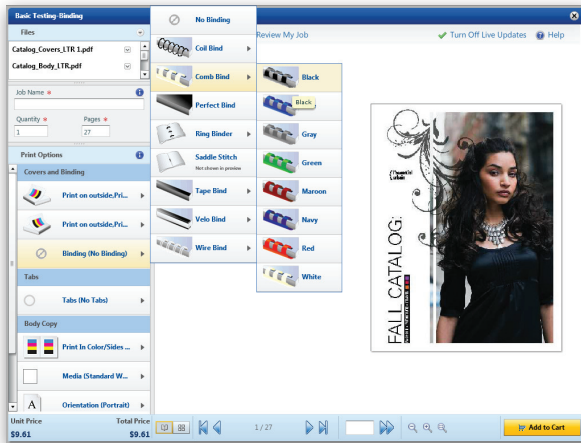 Basic Testing-Binding
Files
Catalog_Covers_LTR 1.pdf
Catalog_Body_LTR.pdf
Job Name *
Quantity *
Pages *
1
27
Print Options
Covers and Binding
Print on outside,Pri...
Print on outside,Pri...
Binding (No Binding)
Tabs
Tabs (No Tabs)
Body Copy
Print In Color/Sides ...
Media (Standard W...
A
Orientation (Portrait)
Unit Price
Total Price
$9.61
$9.61
No Binding
Coil Bind
Comb Bind
Perfect Bind
Ring Binder
Saddle Stitch
Not shown in preview
Tape Bind
Velo Bind
Wire Bind
Black
Black
Gray
Green
Maroon
Navy
Red
White
Review My Job
Turn Off Live Updates
Help
FALL CATALOG:
1 / 27
Add to Cart